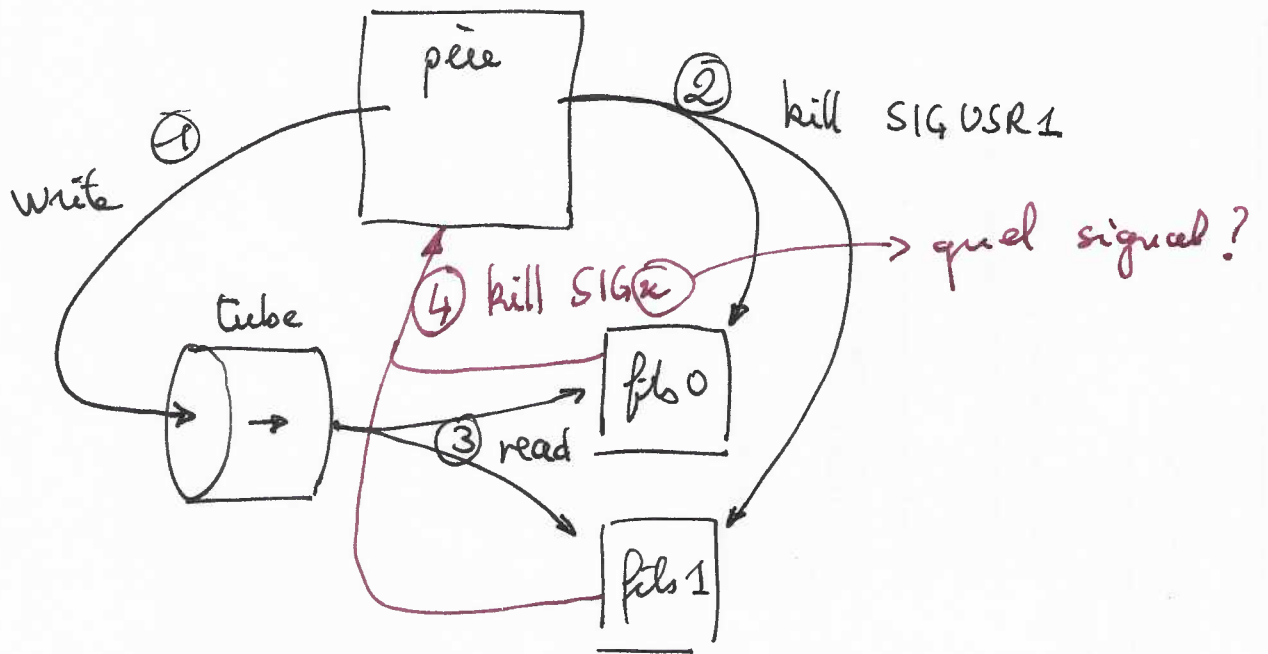 père
②
kill SIGUSR1
①
write
→ quel signal ?
④ kill SIGx
tube
fils 0
③ read
fils 1